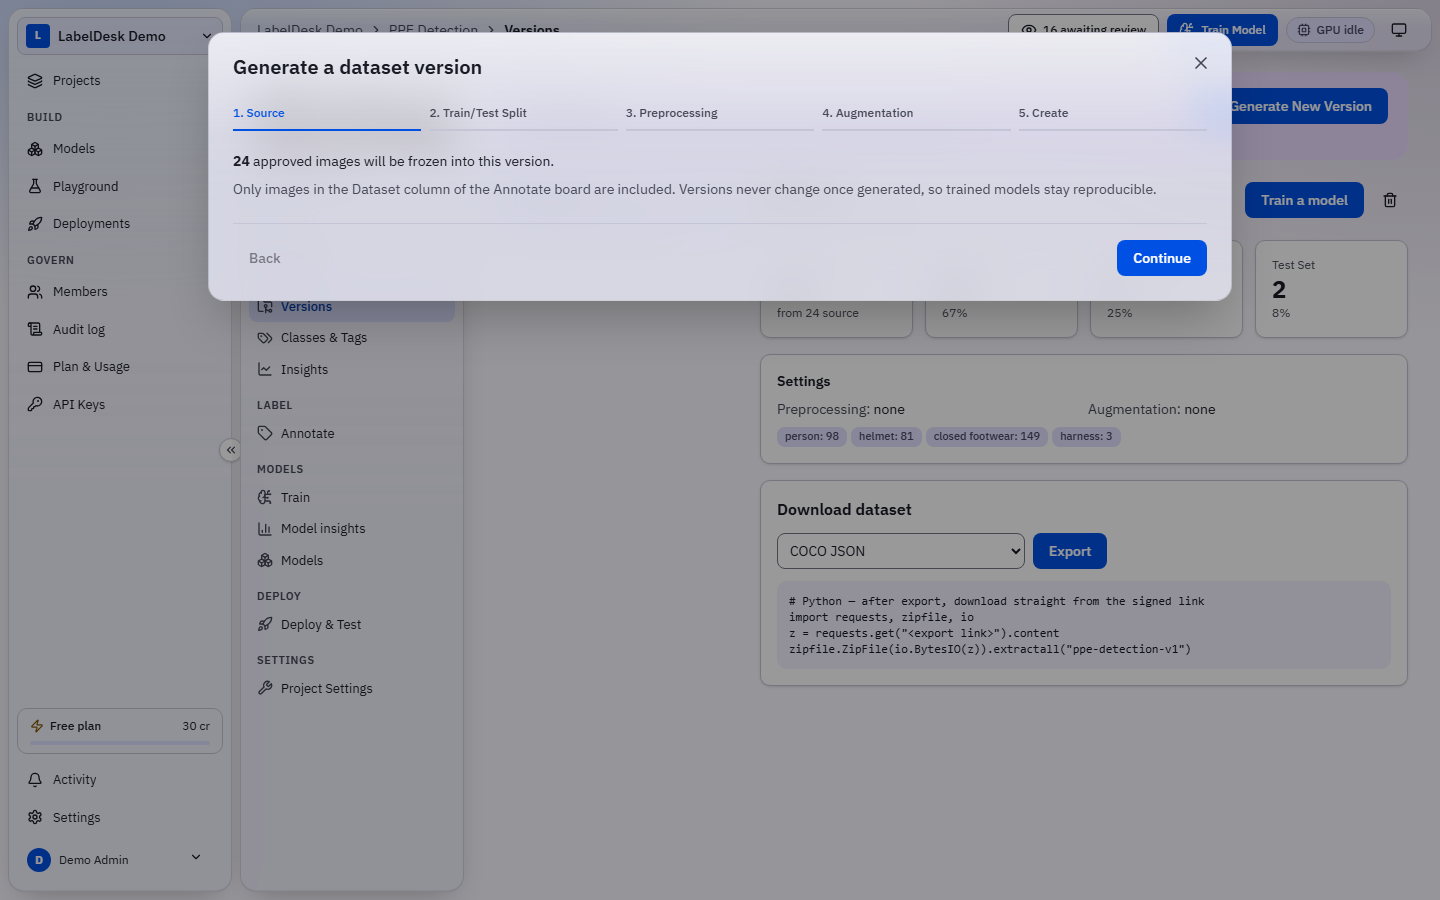 L LabelDesk Demo
Projects
BUILD
Models
Playground
Deployments
GOVERN
Members
Audit log
Plan & Usage
API Keys
Free plan 30 cr
Activity
Settings
D Demo Admin
LabelDesk Demo > PPE Detection > Versions
16 awaiting review
Train Model
GPU idle
Generate a dataset version
1. Source
2. Train/Test Split
3. Preprocessing
4. Augmentation
5. Create
24 approved images will be frozen into this version.
Only images in the Dataset column of the Annotate board are included. Versions never change once generated, so trained models stay reproducible.
Back
Continue
Generate New Version
Train a model
Versions
Classes & Tags
Insights
LABEL
Annotate
MODELS
Train
Model insights
Models
DEPLOY
Deploy & Test
SETTINGS
Project Settings
from 24 source
67%
25%
Test Set
2
8%
Settings
Preprocessing: none
Augmentation: none
person: 98
helmet: 81
closed footwear: 149
harness: 3
Download dataset
COCO JSON
Export
# Python — after export, download straight from the signed link
import requests, zipfile, io
z = requests.get("<export link>").content
zipfile.ZipFile(io.BytesIO(z)).extractall("ppe-detection-v1")